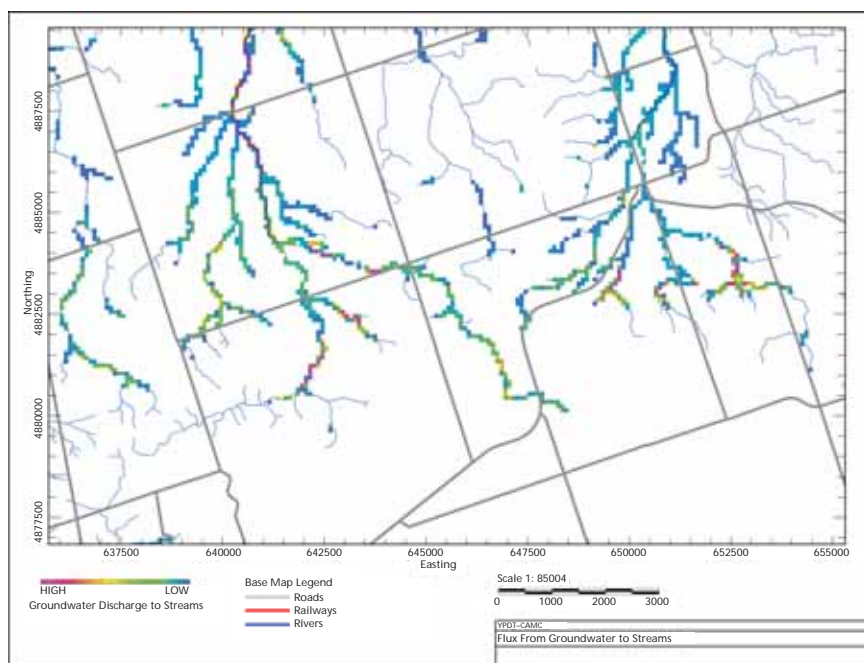 4887500
4885000
4882500
4880000
4877500
Northing
637500 640000 642500 645000 647500 650000 652500 655000
Easting
HIGH LOW
Groundwater Discharge to Streams
Base Map Legend
Roads
Railways
Rivers
Scale 1: 85004
0 1000 2000 3000
YPDT-CAMC
Flux From Groundwater to Streams